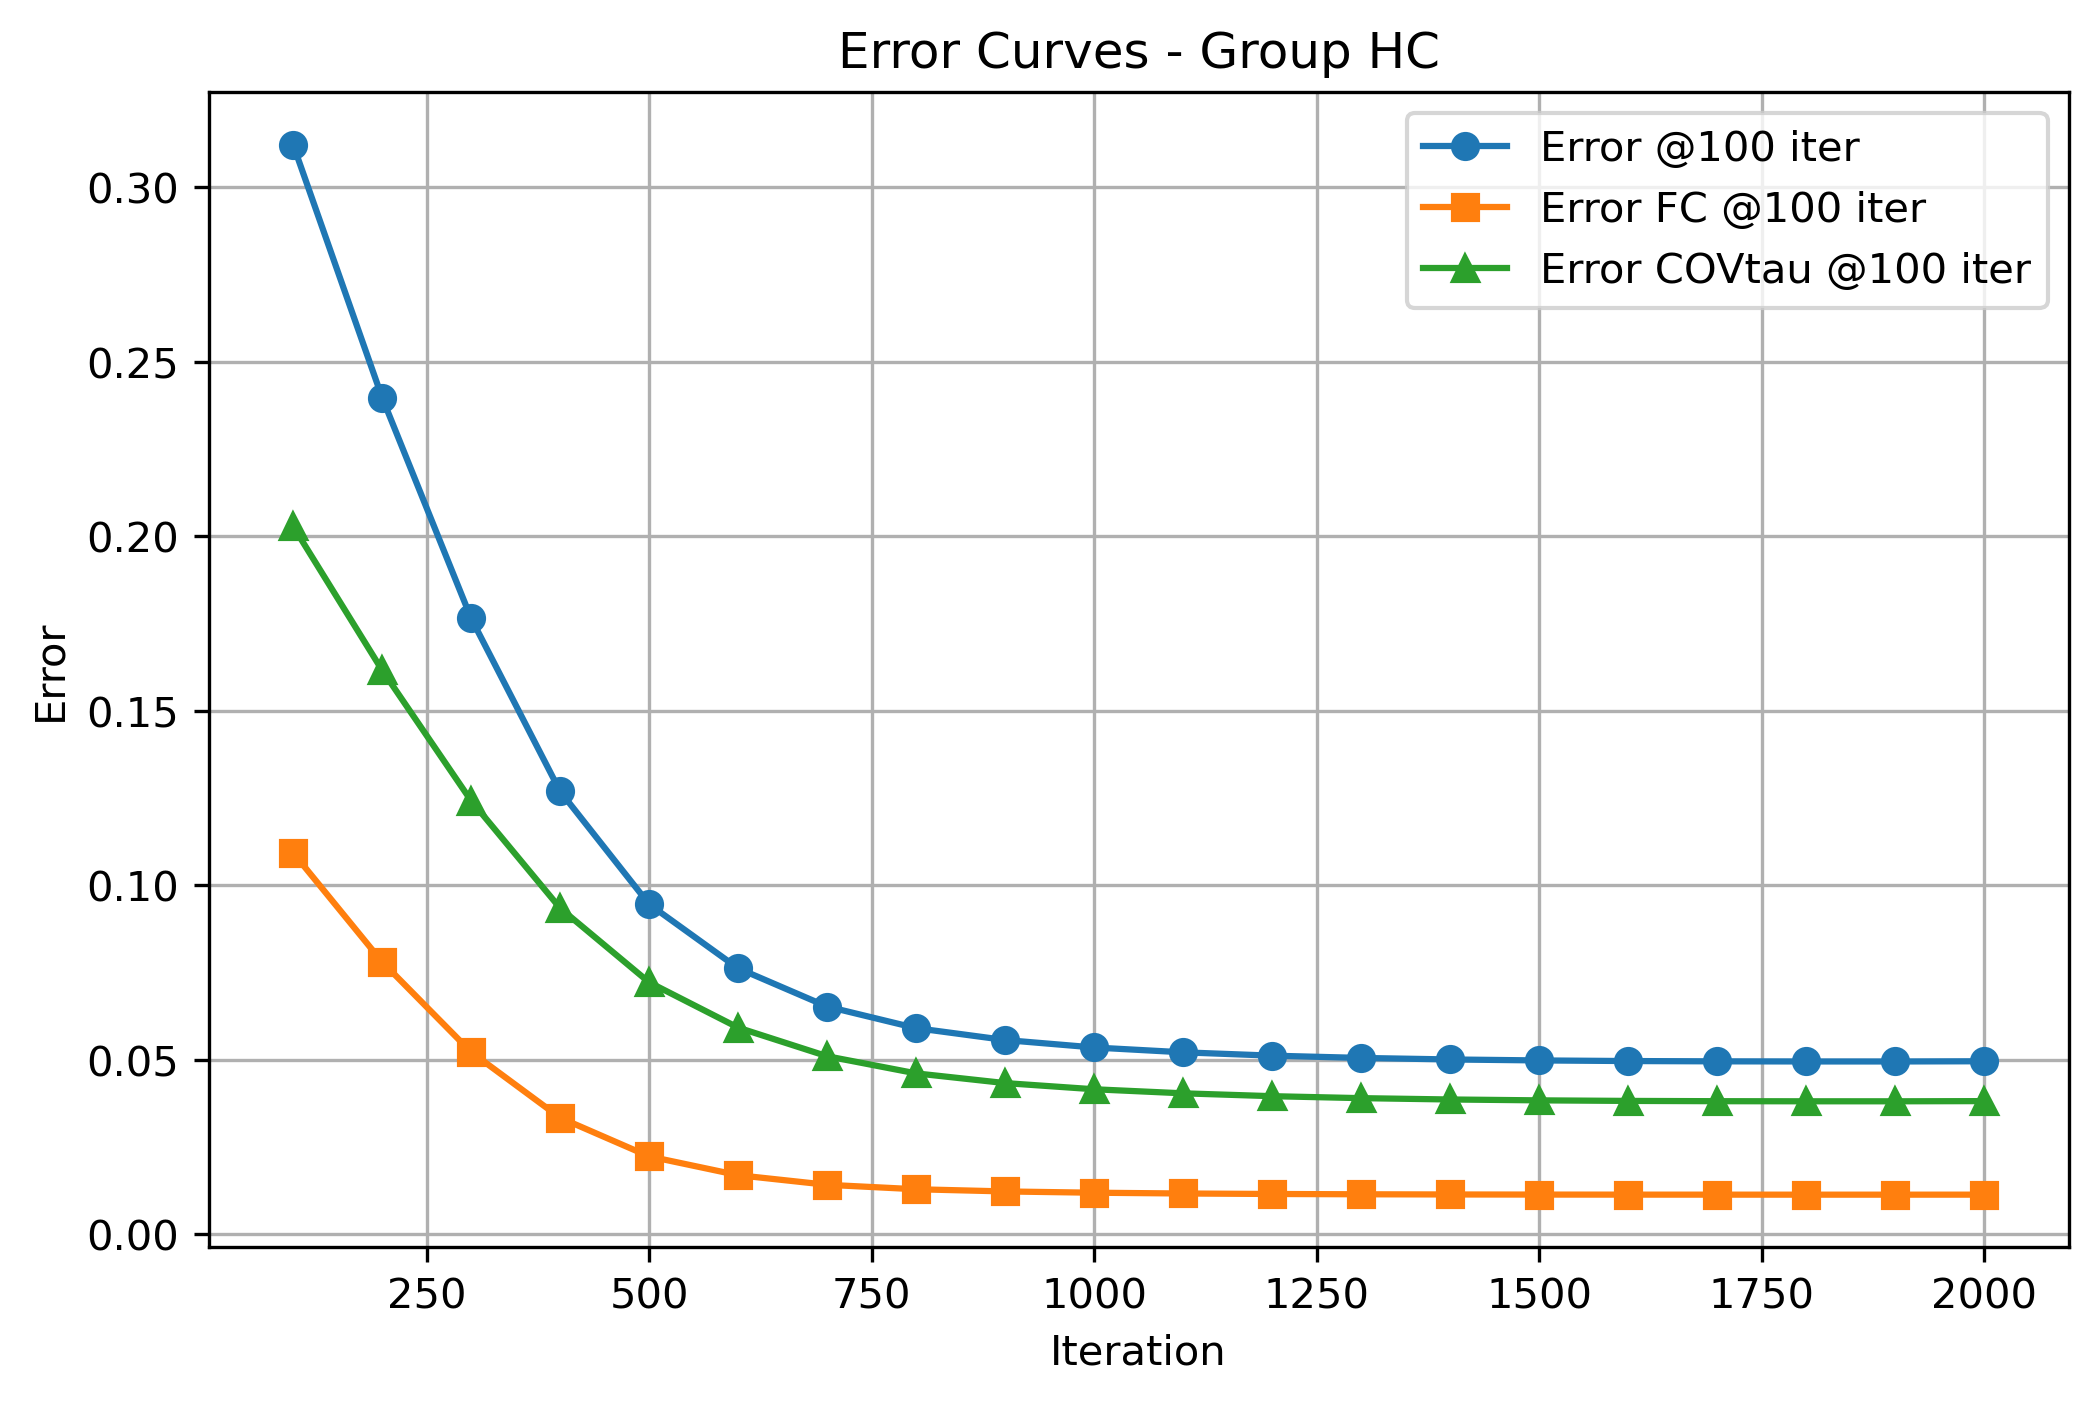 Error Curves - Group HC
Error @100 iter
Error FC @100 iter
Error COVtau @100 iter
Error
0.30
0.25
0.20
0.15
0.10
0.05
0.00
250 500 750 1000 1250 1500 1750 2000
Iteration